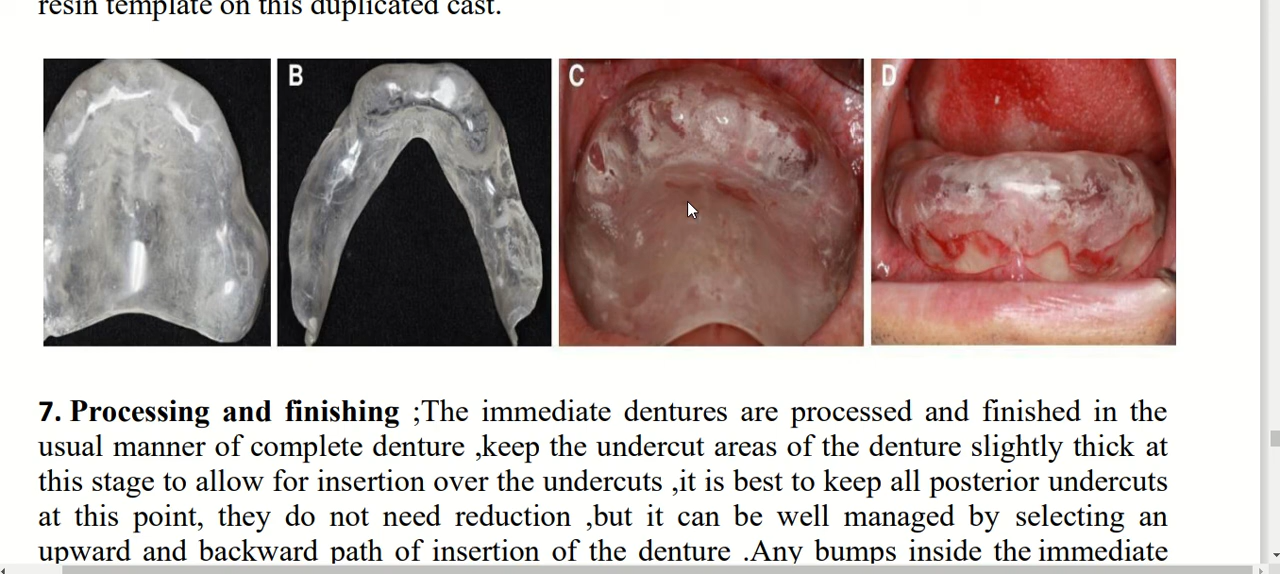 resin template on this duplicated cast.
B
C
D
7. Processing and finishing ;The immediate dentures are processed and finished in the
usual manner of complete denture ,keep the undercut areas of the denture slightly thick at
this stage to allow for insertion over the undercuts ,it is best to keep all posterior undercuts
at this point, they do not need reduction ,but it can be well managed by selecting an
upward and backward path of insertion of the denture .Any bumps inside the immediate